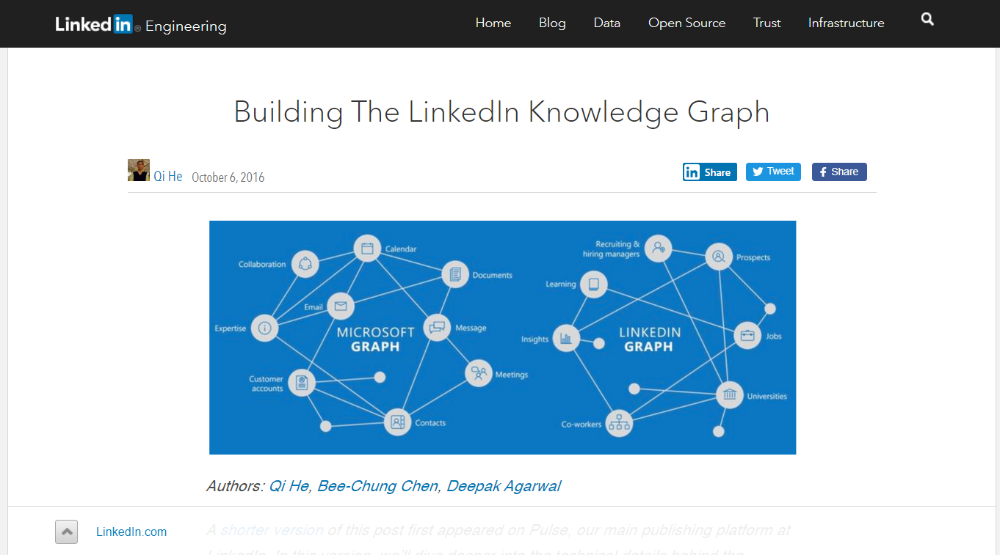 Linked in ® Engineering
Home Blog Data Open Source Trust Infrastructure
Building The LinkedIn Knowledge Graph
Qi He October 6, 2016
in Share Tweet f Share
Collaboration
Calendar
Documents
Email
Expertise
MICROSOFT
GRAPH
Message
Customer
accounts
Meetings
Contacts
Recruiting &
hiring managers
Prospects
Learning
Insights
LINKEDIN
GRAPH
Jobs
Universities
Co-workers
Authors: Qi He, Bee-Chung Chen, Deepak Agarwal
LinkedIn.com
A shorter version of this post first appeared on Pulse, our main publishing platform at
LinkedIn. In this version, we'll dive deeper into the technical details behind the